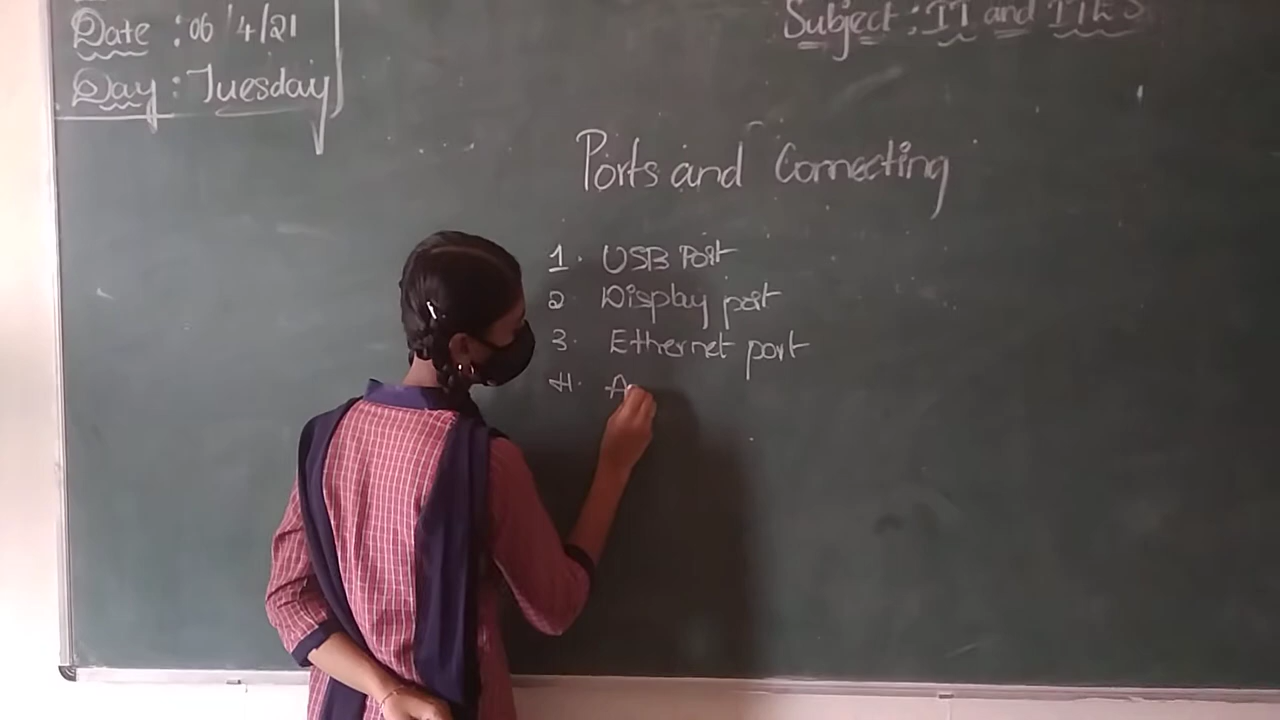 Date : 06/4/21
Day : Tuesday
Subject : IT and ITES
Ports and Connecting
1. USB Port
2. Display port
3. Ethernet port
4. A